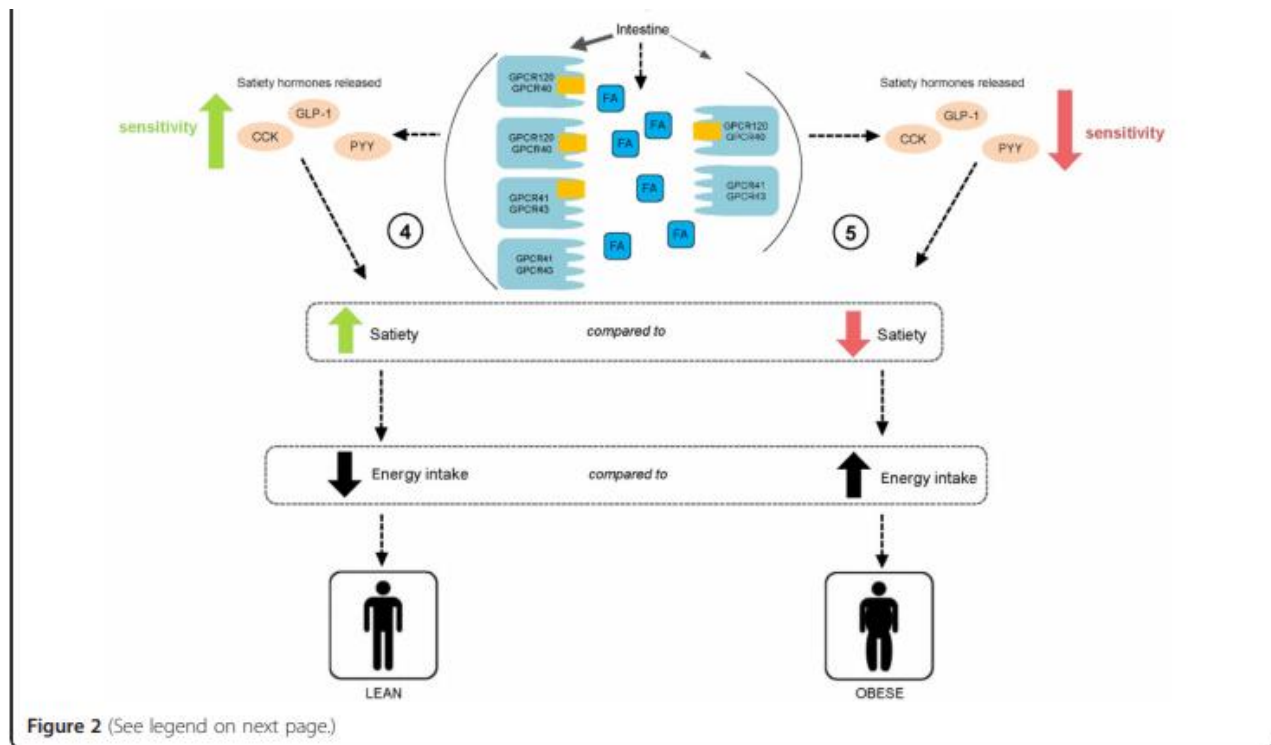 Intestine
Satiety hormones released
sensitivity
GLP-1
CCK
PYY
4
GPCR120
GPCR40
GPCR120
GPCR40
GPCR41
GPCR43
GPCR41
GPCR43
FA
FA
FA
FA
FA
FA
GPCR120
GPCR40
GPCR41
GPCR43
Satiety hormones released
GLP-1
CCK
PYY
sensitivity
5
Satiety compared to Satiety
Energy intake compared to Energy intake
LEAN OBESE
Figure 2 (See legend on next page.)